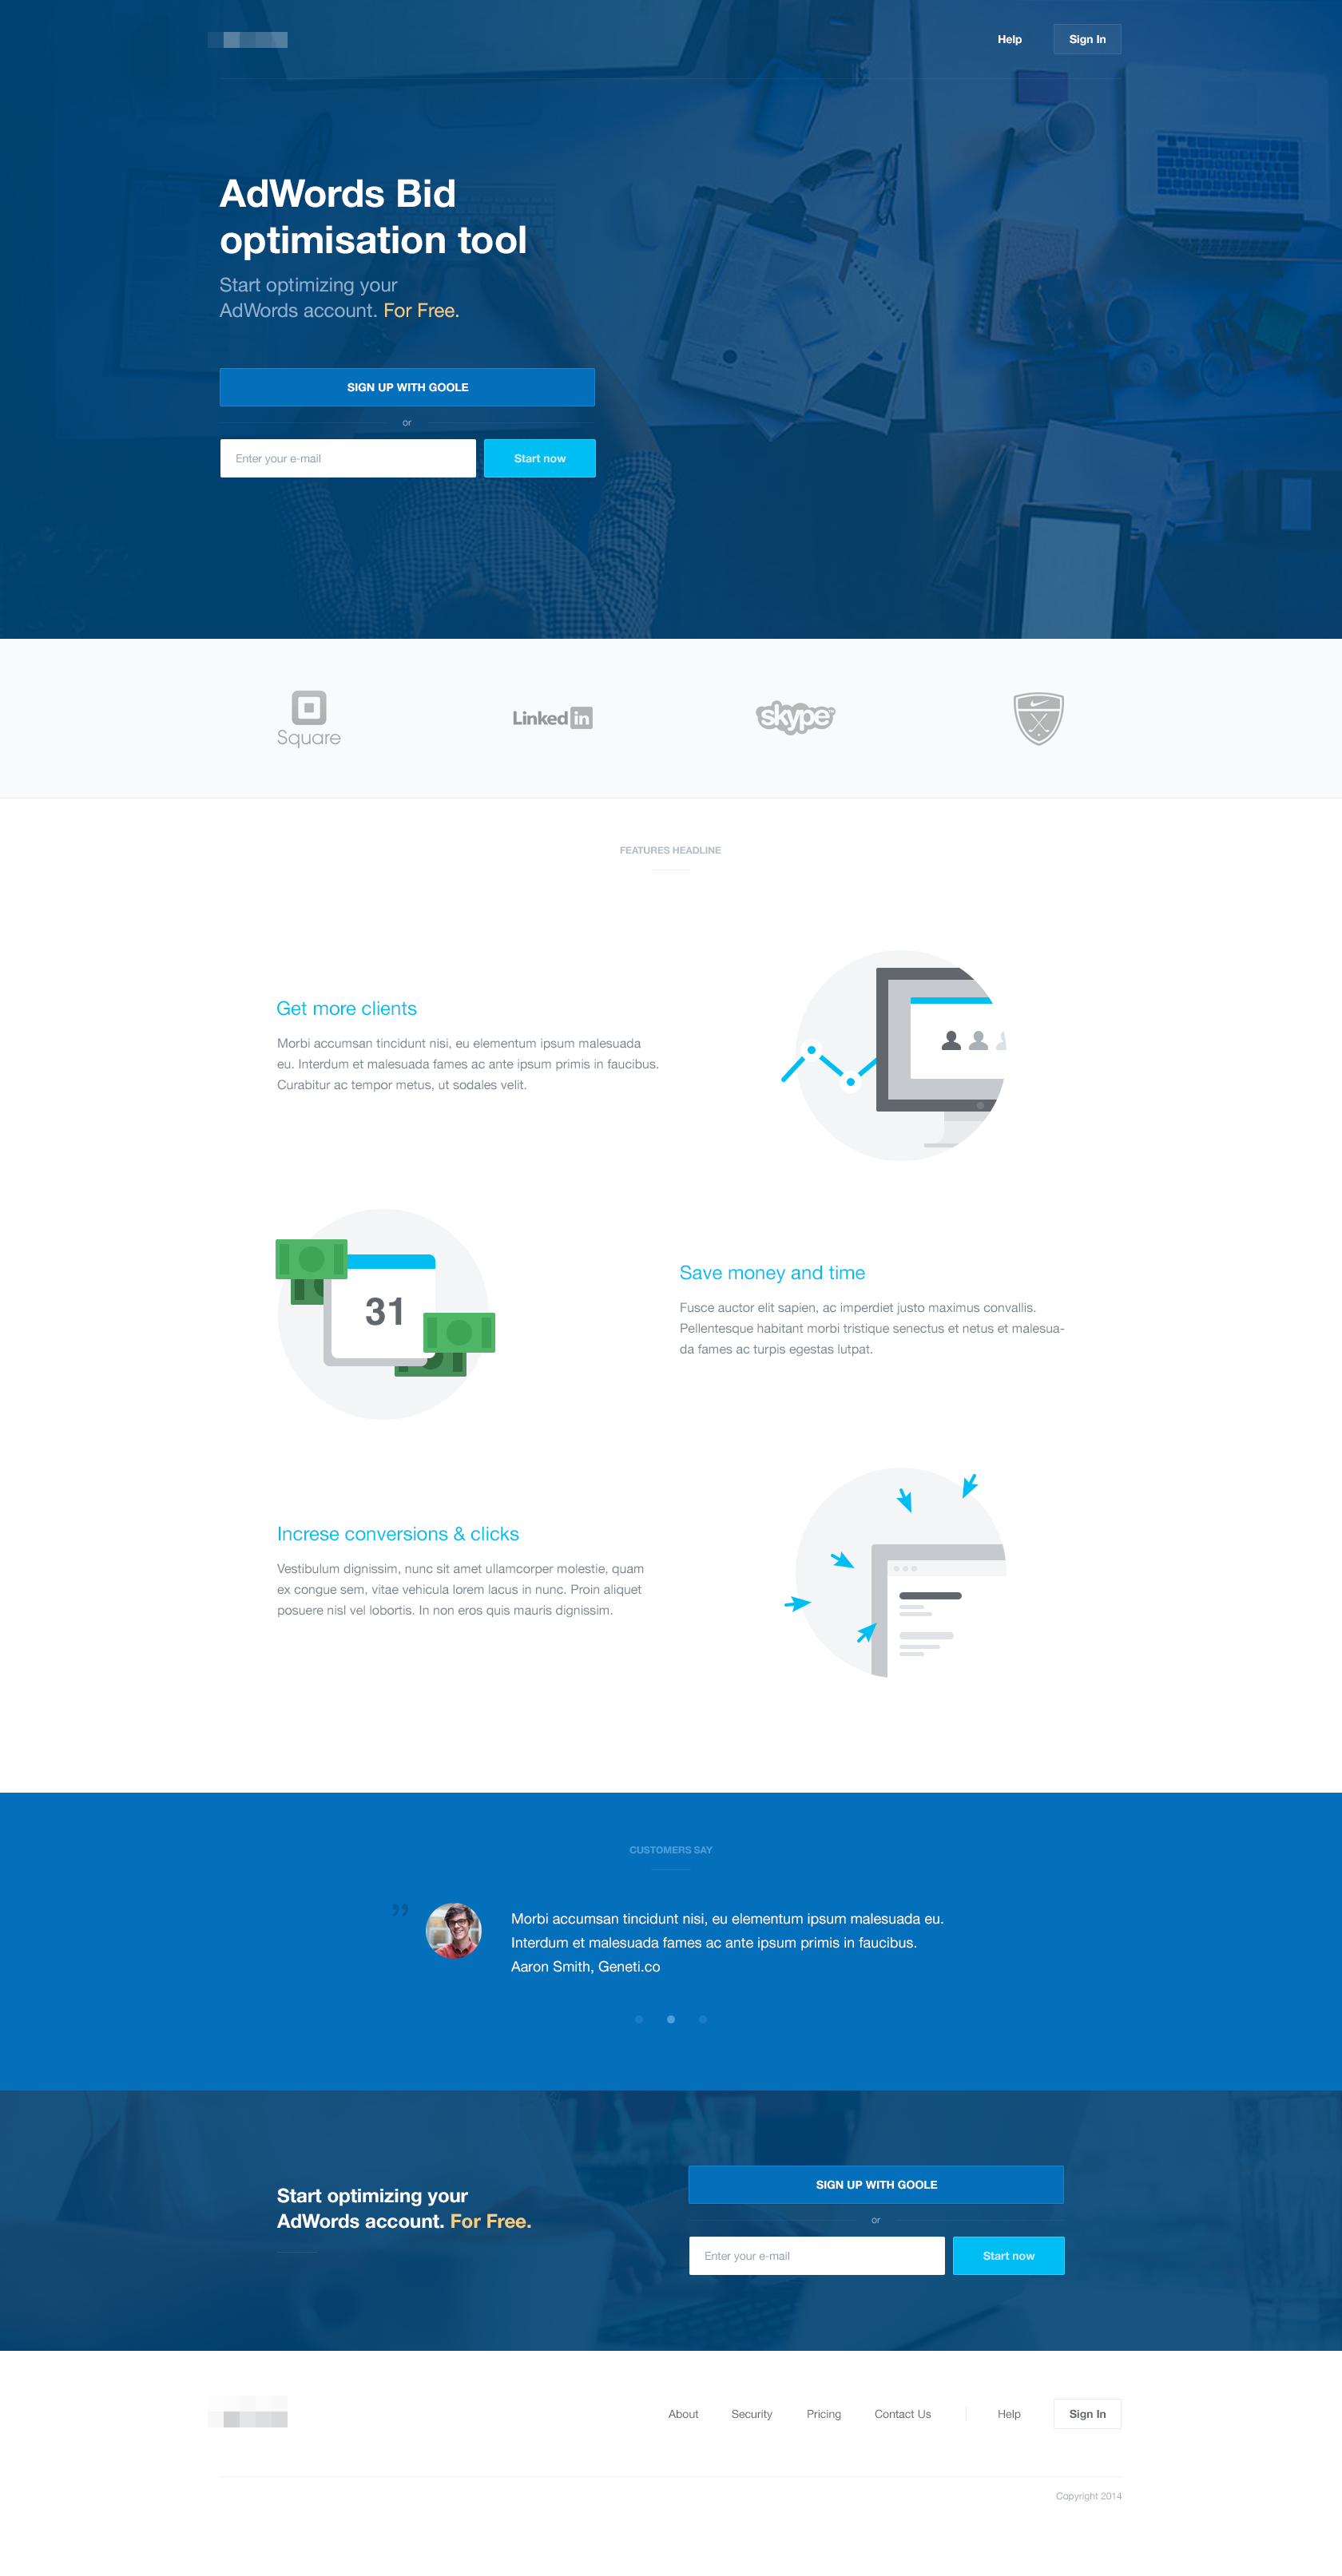 Help
Sign In
AdWords Bid
optimisation tool
Start optimizing your
AdWords account. For Free.
SIGN UP WITH GOOLE
or
Enter your e-mail
Start now
Square
Linked in
skype
FEATURES HEADLINE
Get more clients
Morbi accumsan tincidunt nisi, eu elementum ipsum malesuada
eu. Interdum et malesuada fames ac ante ipsum primis in faucibus.
Curabitur ac tempor metus, ut sodales velit.
31
Save money and time
Fusce auctor elit sapien, ac imperdiet justo maximus convallis.
Pellentesque habitant morbi tristique senectus et netus et malesua-
da fames ac turpis egestas lutpat.
Increse conversions & clicks
Vestibulum dignissim, nunc sit amet ullamcorper molestie, quam
ex congue sem, vitae vehicula lorem lacus in nunc. Proin aliquet
posuere nisl vel lobortis. In non eros quis mauris dignissim.
CUSTOMERS SAY
”
Morbi accumsan tincidunt nisi, eu elementum ipsum malesuada eu.
Interdum et malesuada fames ac ante ipsum primis in faucibus.
Aaron Smith, Geneti.co
Start optimizing your
AdWords account. For Free.
SIGN UP WITH GOOLE
or
Enter your e-mail
Start now
About
Security
Pricing
Contact Us
Help
Sign In
Copyright 2014